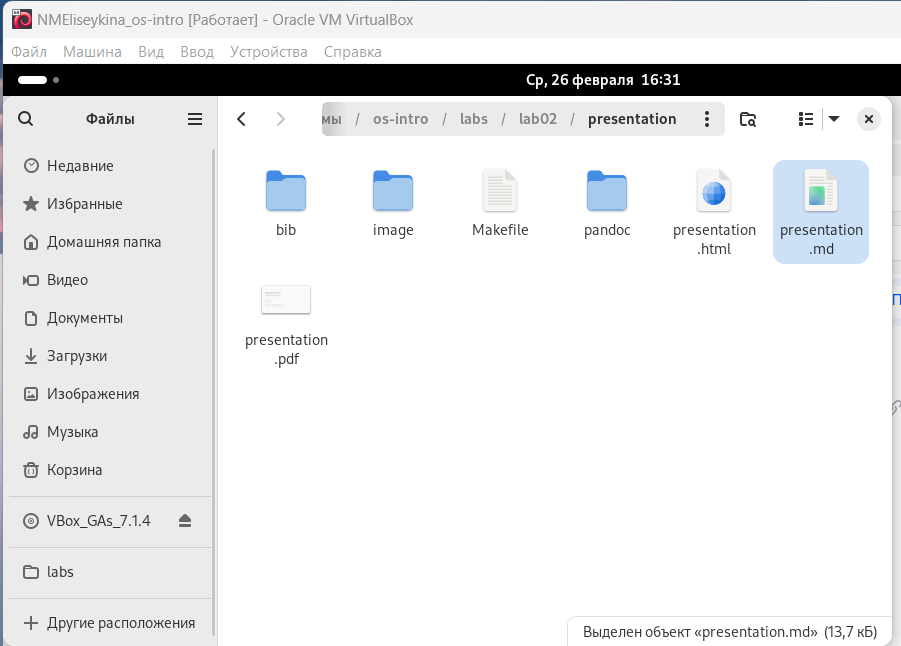 NMEliseykina_os-intro [Работает] - Oracle VM VirtualBox
Файл Машина Вид Ввод Устройства Справка
Ср, 26 февраля 16:31
Файлы
мы / os-intro / labs / lab02 / presentation
Недавние
Избранные
Домашняя папка
Видео
Документы
Загрузки
Изображения
Музыка
Корзина
VBox_GAs_7.1.4
labs
Другие расположения
bib
image
Makefile
pandoc
presentation
.html
presentation
.md
presentation
.pdf
Выделен объект «presentation.md» (13,7 кБ)